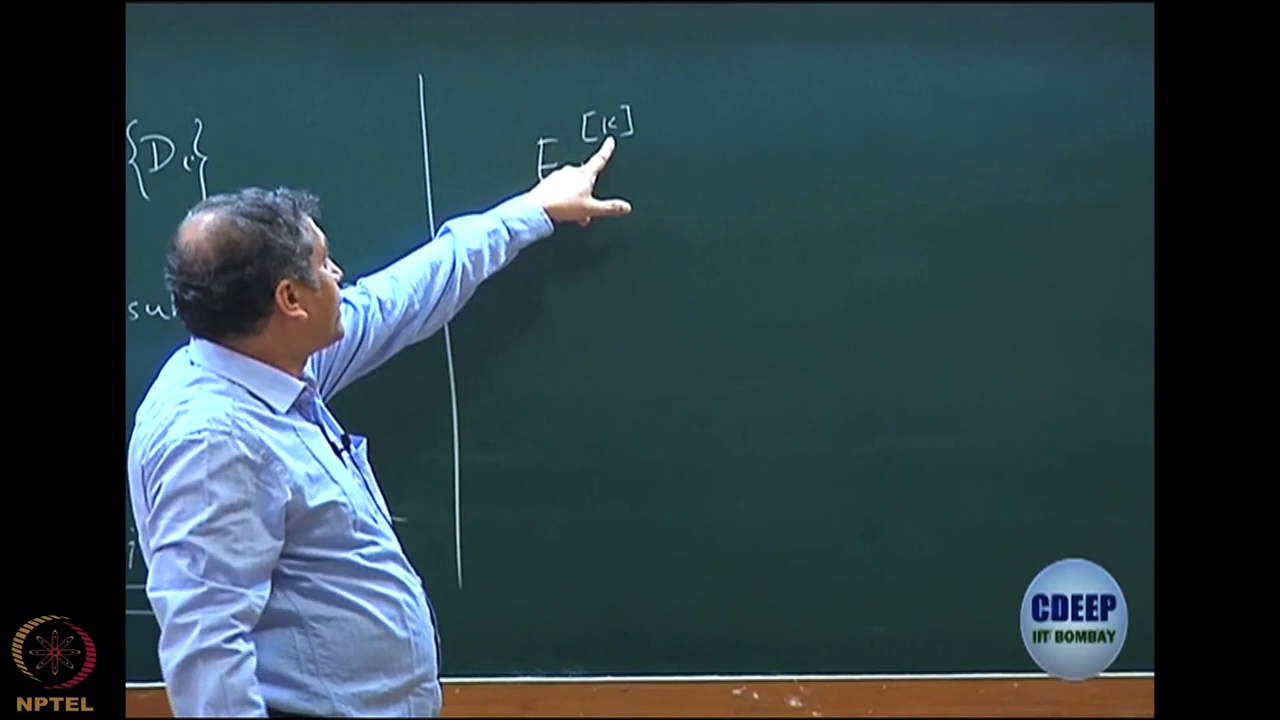 {D_i}
E^{[k]}
su
i
CDEEP
IIT BOMBAY
NPTEL